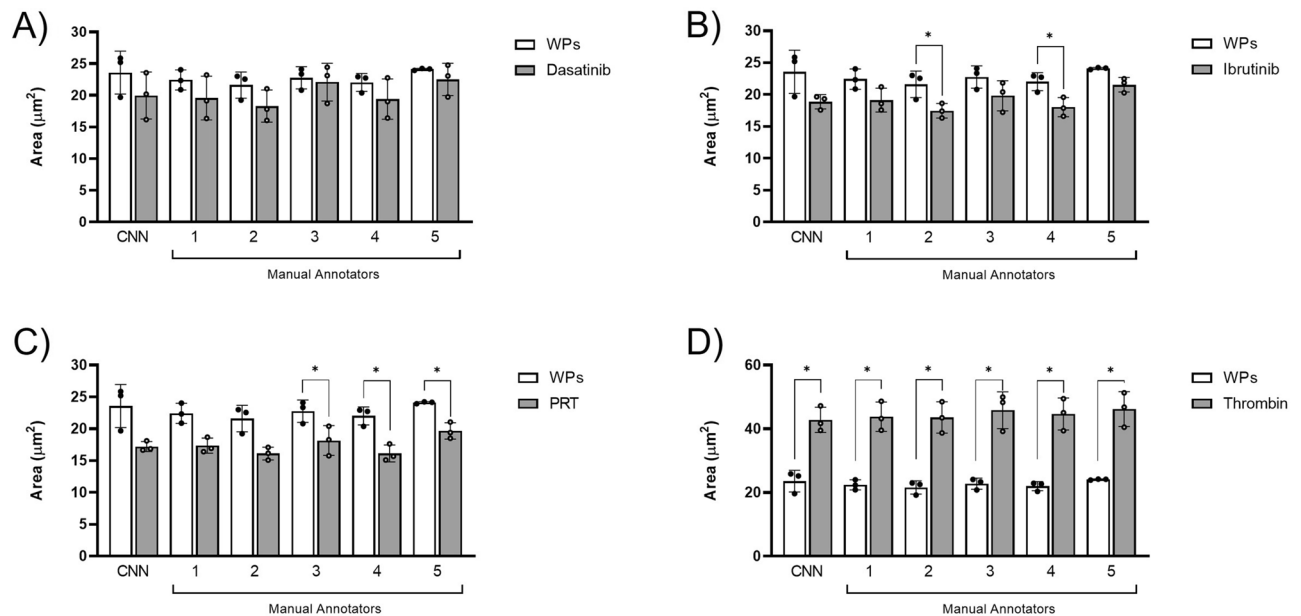 A)
Area (μm²)
30
25
20
15
10
5
0
CNN 1 2 3 4 5
Manual Annotators
WPs
Dasatinib
B)
Area (μm²)
30
25
20
15
10
5
0
* *
CNN 1 2 3 4 5
Manual Annotators
WPs
Ibrutinib
C)
Area (μm²)
30
25
20
15
10
5
0
* * *
CNN 1 2 3 4 5
Manual Annotators
WPs
PRT
D)
Area (μm²)
60
40
20
0
* * * * * *
CNN 1 2 3 4 5
Manual Annotators
WPs
Thrombin